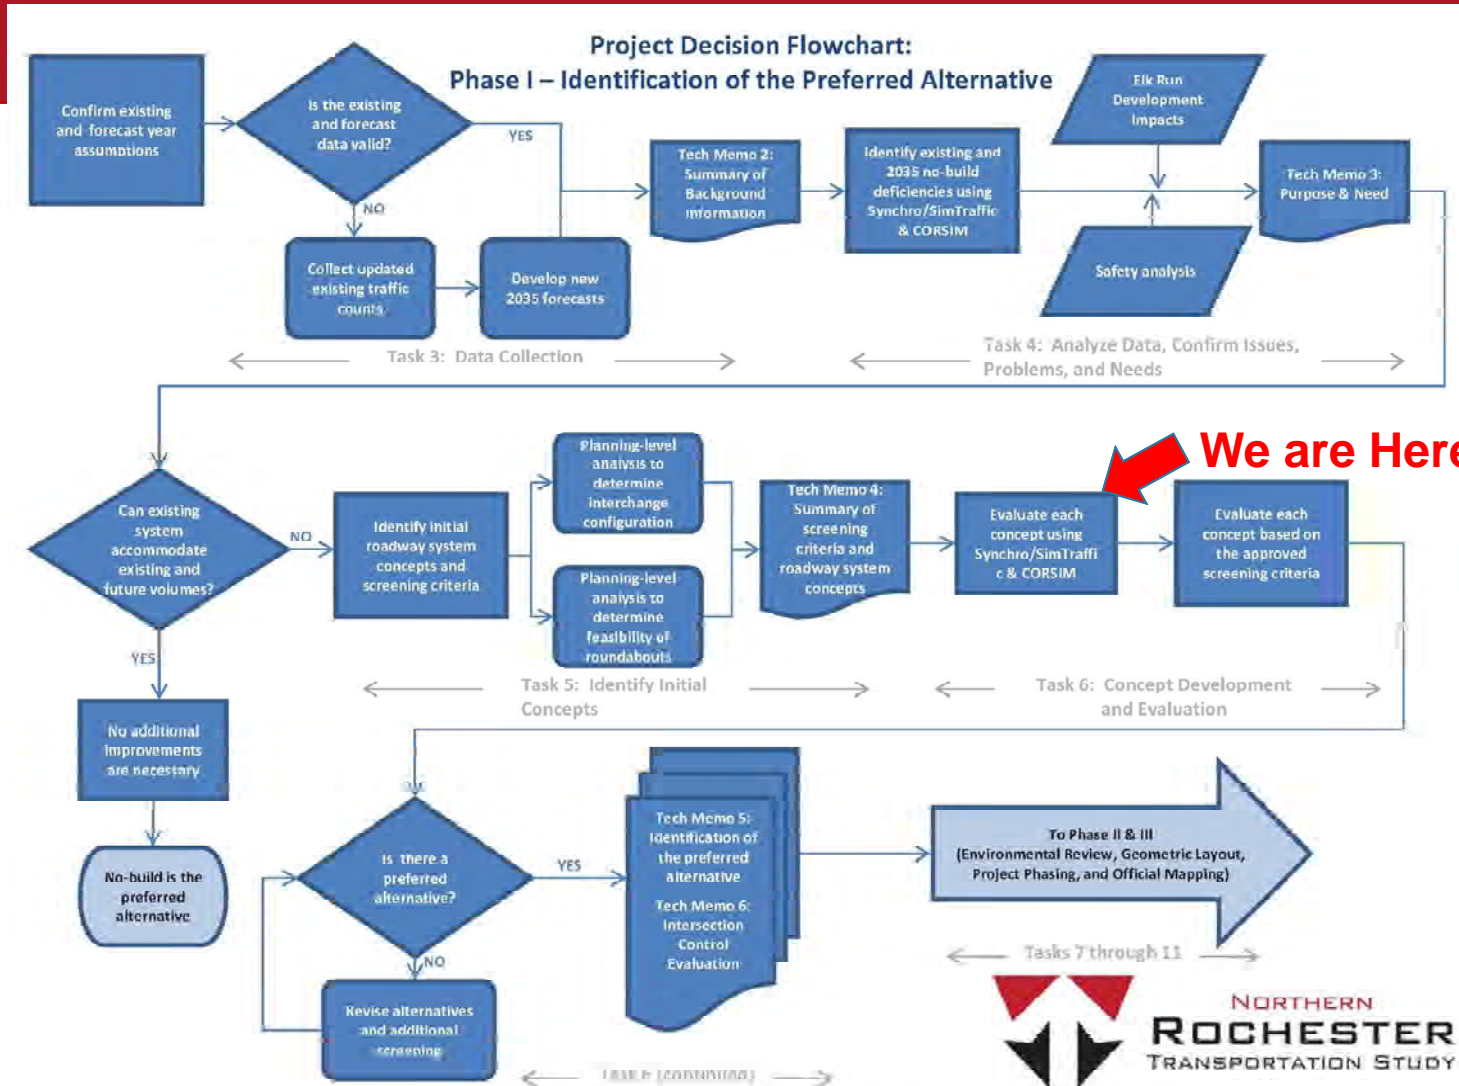 Project Decision Flowchart:
Phase I – Identification of the Preferred Alternative
Confirm existing
and forecast year
assumptions
Is the existing
and forecast
data valid?
YES
NO
Collect updated
existing traffic
counts
Develop new
2035 forecasts
Tech Memo 2:
Summary of
Background
Information
Identify existing and
2035 no-build
deficiencies using
Synchro/SimTraffic
& CORSIM
Elk Run
Development
Impacts
Safety analysis
Tech Memo 3:
Purpose & Need
Task 3: Data Collection
Task 4: Analyze Data, Confirm Issues,
Problems, and Needs
We are Here
Can existing
system
accommodate
existing and
future volumes?
NO
YES
Identify initial
roadway system
concepts and
screening criteria
Planning-level
analysis to
determine
interchange
configuration
Planning-level
analysis to
determine
feasibility of
roundabouts
Tech Memo 4:
Summary of
screening
criteria and
roadway system
concepts
Evaluate each
concept using
Synchro/SimTraffi
c & CORSIM
Evaluate each
concept based on
the approved
screening criteria
Task 5: Identify Initial
Concepts
Task 6: Concept Development
and Evaluation
No additional
improvements
are necessary
No-build is the
preferred
alternative
Is there a
preferred
alternative?
YES
NO
Revise alternatives
and additional
screening
Tech Memo 5:
Identification of
the preferred
alternative
Tech Memo 6:
Intersection
Control
Evaluation
Task 6 (continued)
To Phase II & III
(Environmental Review, Geometric Layout,
Project Phasing, and Official Mapping)
Tasks 7 through 11
NORTHERN
ROCHESTER
TRANSPORTATION STUDY